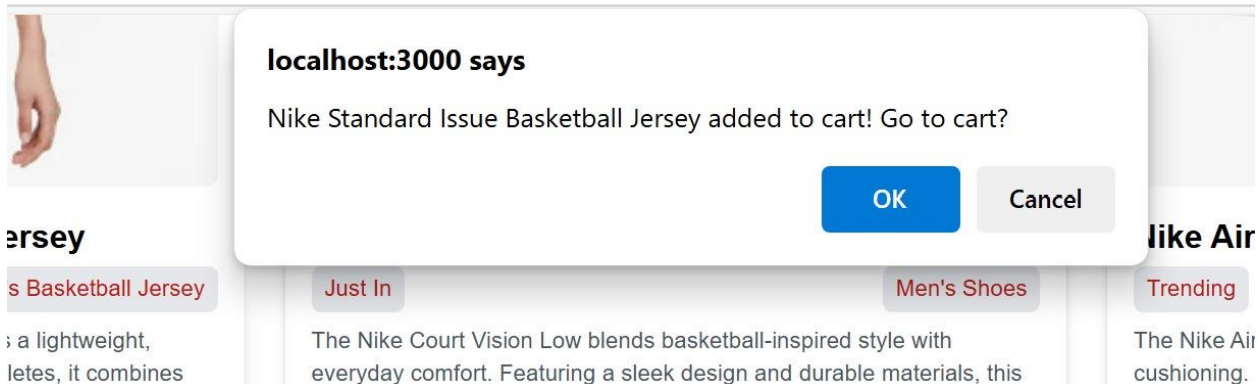 localhost:3000 says
Nike Standard Issue Basketball Jersey added to cart! Go to cart?
OK Cancel
ersey
s Basketball Jersey
a lightweight,
letes, it combines
Just In Men's Shoes
The Nike Court Vision Low blends basketball-inspired style with
everyday comfort. Featuring a sleek design and durable materials, this
Nike Air
Trending
The Nike Air
cushioning.